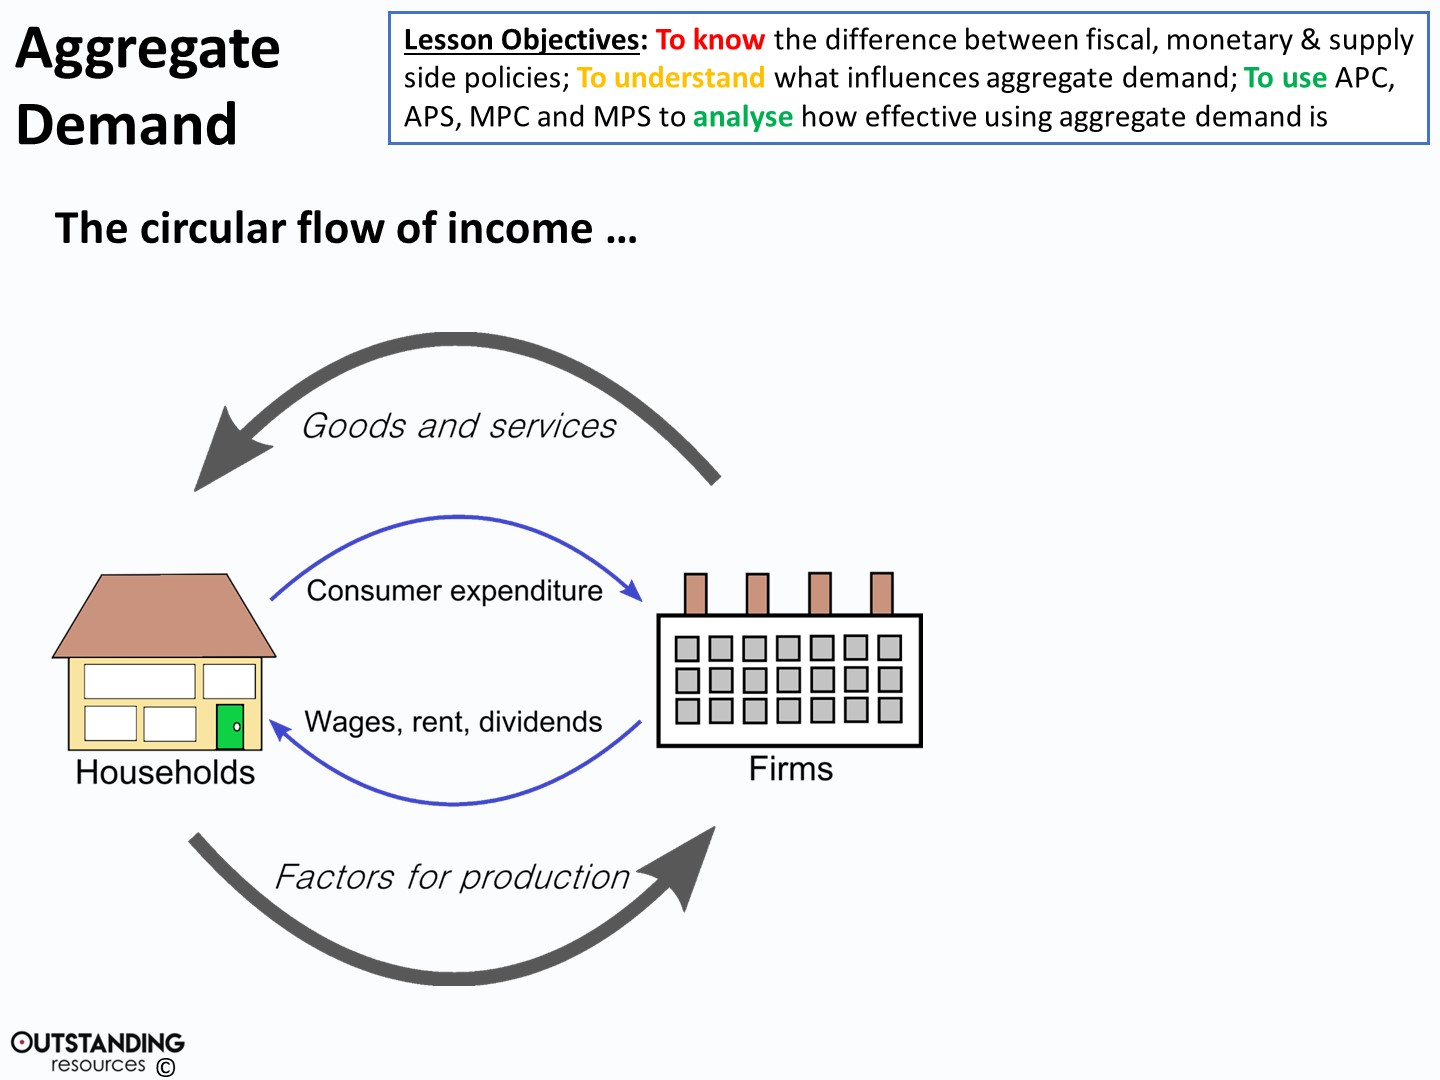 Aggregate
Demand
Lesson Objectives: To know the difference between fiscal, monetary & supply
side policies; To understand what influences aggregate demand; To use APC,
APS, MPC and MPS to analyse how effective using aggregate demand is
The circular flow of income ...
Goods and services
Consumer expenditure
Wages, rent, dividends
Households
Firms
Factors for production
OUTSTANDING
resources ©